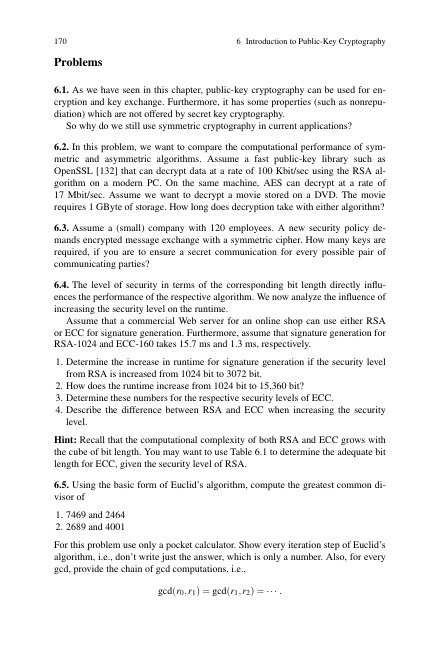 170
6 Introduction to Public-Key Cryptography
Problems
6.1. As we have seen in this chapter, public-key cryptography can be used for en-
cryption and key exchange. Furthermore, it has some properties (such as nonrepu-
diation) which are not offered by secret key cryptography.
So why do we still use symmetric cryptography in current applications?
6.2. In this problem, we want to compare the computational performance of sym-
metric and asymmetric algorithms. Assume a fast public-key library such as
OpenSSL [132] that can decrypt data at a rate of 100 Kbit/sec using the RSA al-
gorithm on a modern PC. On the same machine, AES can decrypt at a rate of
17 Mbit/sec. Assume we want to decrypt a movie stored on a DVD. The movie
requires 1 GByte of storage. How long does decryption take with either algorithm?
6.3. Assume a (small) company with 120 employees. A new security policy de-
mands encrypted message exchange with a symmetric cipher. How many keys are
required, if you are to ensure a secret communication for every possible pair of
communicating parties?
6.4. The level of security in terms of the corresponding bit length directly influ-
ences the performance of the respective algorithm. We now analyze the influence of
increasing the security level on the runtime.
Assume that a commercial Web server for an online shop can use either RSA
or ECC for signature generation. Furthermore, assume that signature generation for
RSA-1024 and ECC-160 takes 15.7 ms and 1.3 ms, respectively.
1. Determine the increase in runtime for signature generation if the security level
from RSA is increased from 1024 bit to 3072 bit.
2. How does the runtime increase from 1024 bit to 15,360 bit?
3. Determine these numbers for the respective security levels of ECC.
4. Describe the difference between RSA and ECC when increasing the security
level.
Hint: Recall that the computational complexity of both RSA and ECC grows with
the cube of bit length. You may want to use Table 6.1 to determine the adequate bit
length for ECC, given the security level of RSA.
6.5. Using the basic form of Euclid's algorithm, compute the greatest common di-
visor of
1. 7469 and 2464
2. 2689 and 4001
For this problem use only a pocket calculator. Show every iteration step of Euclid's
algorithm, i.e., don't write just the answer, which is only a number. Also, for every
gcd, provide the chain of gcd computations, i.e.,
gcd(r₀,r₁) = gcd(r₁,r₂) = ··· .